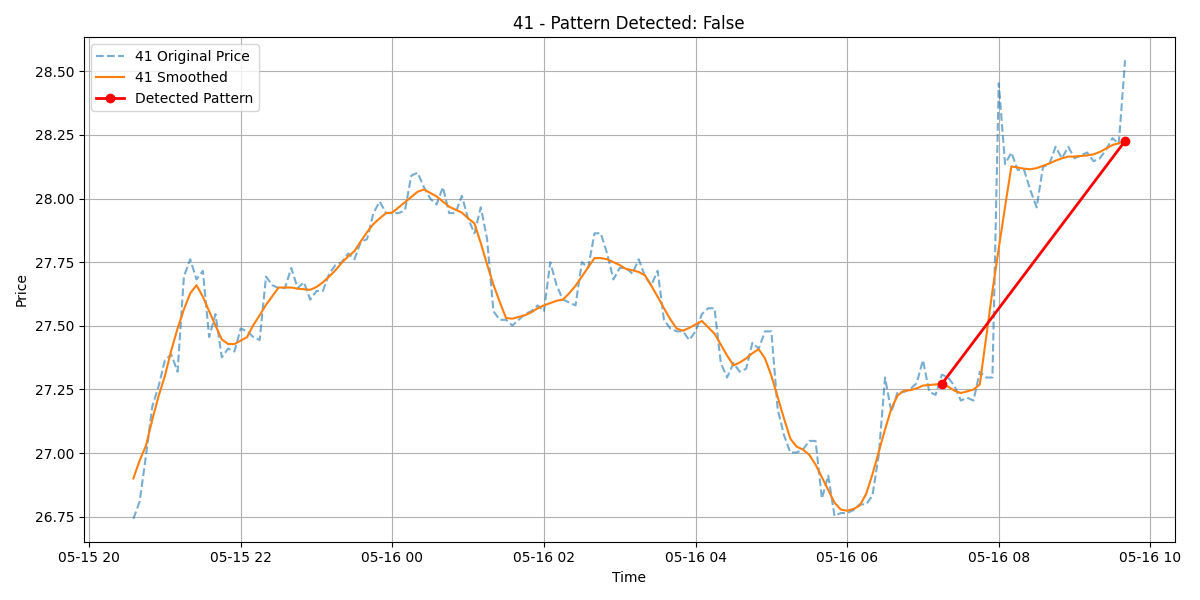 41 - Pattern Detected: False
41 Original Price
41 Smoothed
Detected Pattern
Price
28.50
28.25
28.00
27.75
27.50
27.25
27.00
26.75
05-15 20 05-15 22 05-16 00 05-16 02 05-16 04 05-16 06 05-16 08 05-16 10
Time